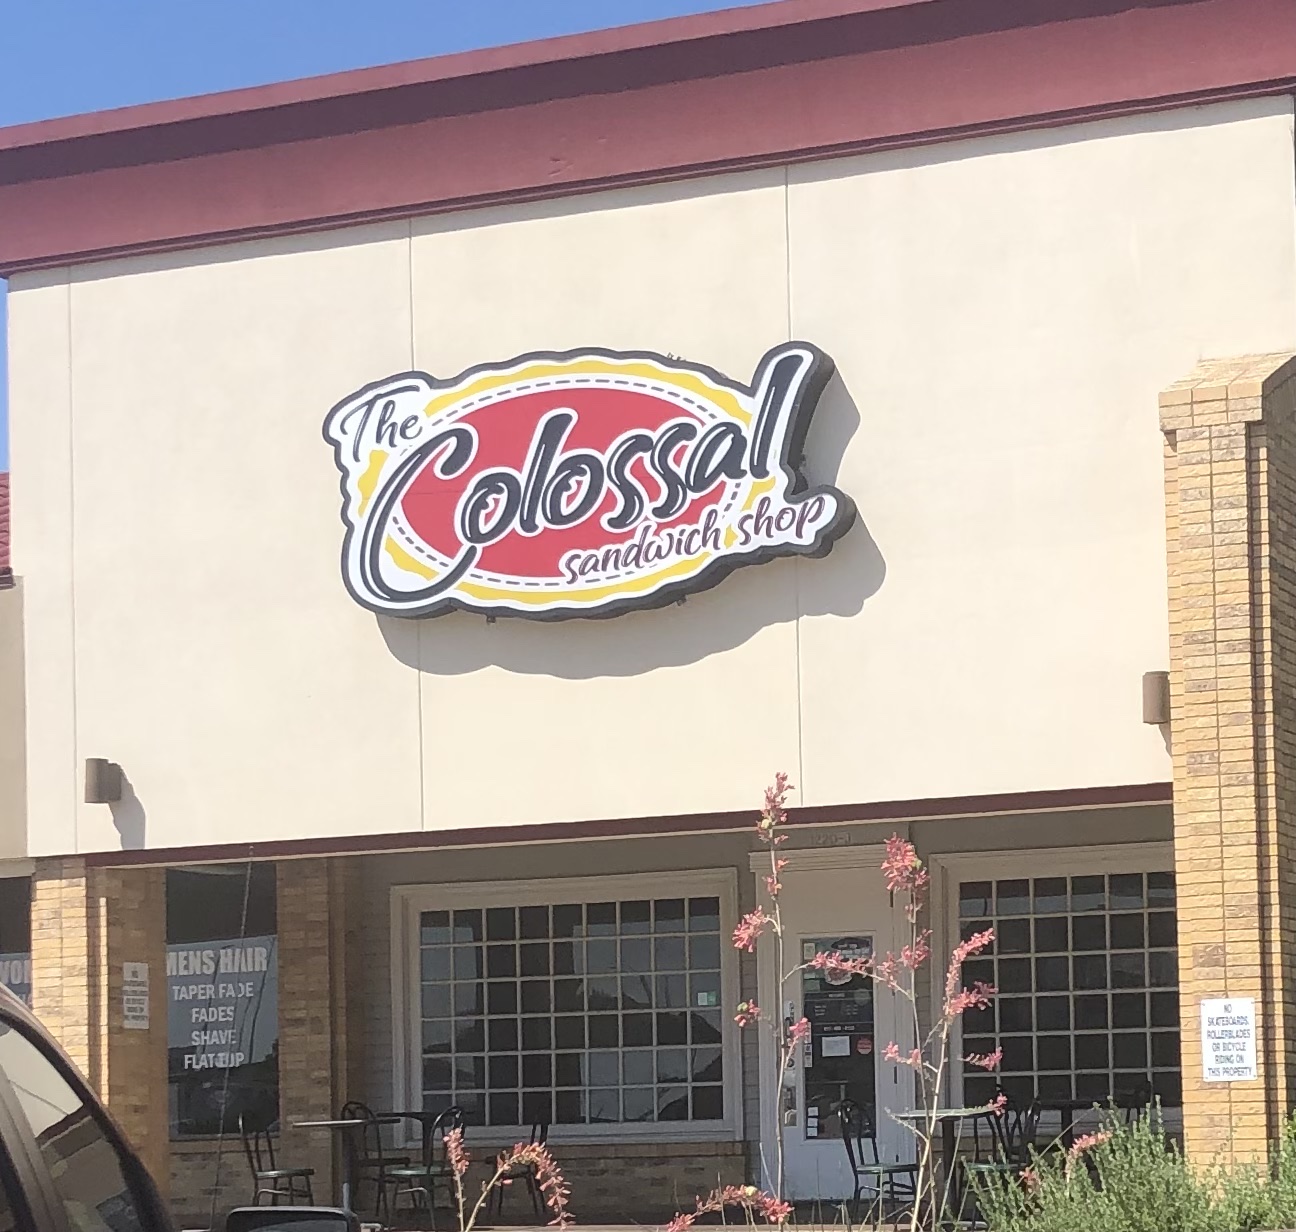 The
Colossal
sandwich shop
MENS HAIR
TAPER FADE
FADES
SHAVE
FLAT TOP
NO
SKATEBOARDS,
ROLLERBLADES
OR BICYCLE
RIDING ON
THIS PROPERTY